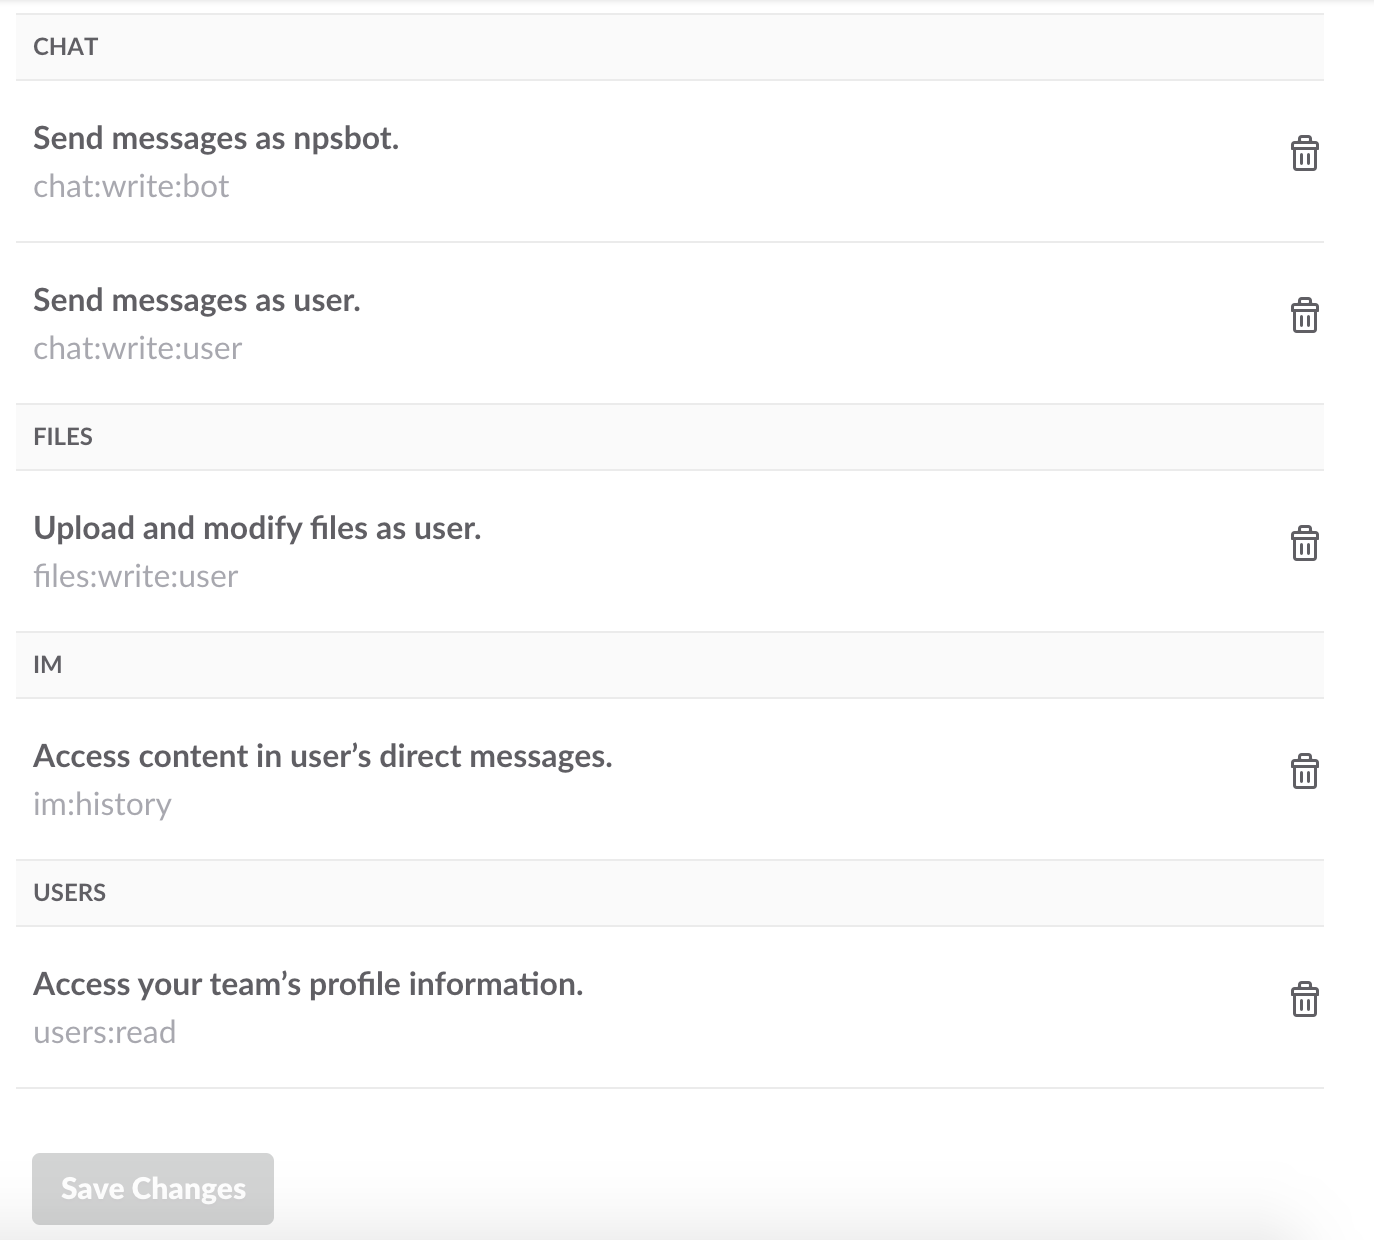 CHAT
Send messages as npsbot.
chat:write:bot
Send messages as user.
chat:write:user
FILES
Upload and modify files as user.
files:write:user
IM
Access content in user’s direct messages.
im:history
USERS
Access your team’s profile information.
users:read
Save Changes